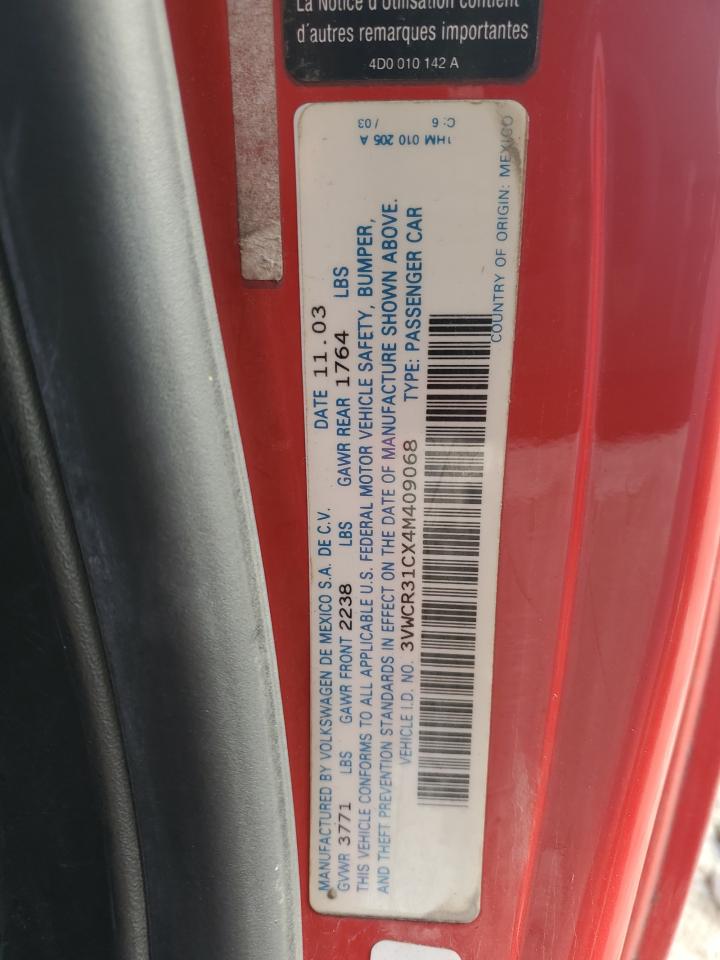 La Notice d'Utilisation contient
d'autres remarques importantes
4D0 010 142 A
MANUFACTURED BY VOLKSWAGEN DE MEXICO S.A. DE C.V. DATE 11.03
GVWR 3771 LBS GAWR FRONT 2238 LBS GAWR REAR 1764 LBS
THIS VEHICLE CONFORMS TO ALL APPLICABLE U.S. FEDERAL MOTOR VEHICLE SAFETY, BUMPER,
AND THEFT PREVENTION STANDARDS IN EFFECT ON THE DATE OF MANUFACTURE SHOWN ABOVE.
VEHICLE I.D. NO. 3VWCR31CX4M409068 TYPE: PASSENGER CAR
COUNTRY OF ORIGIN: MEXICO
1HM 010 205 A
/ 03 C: 6